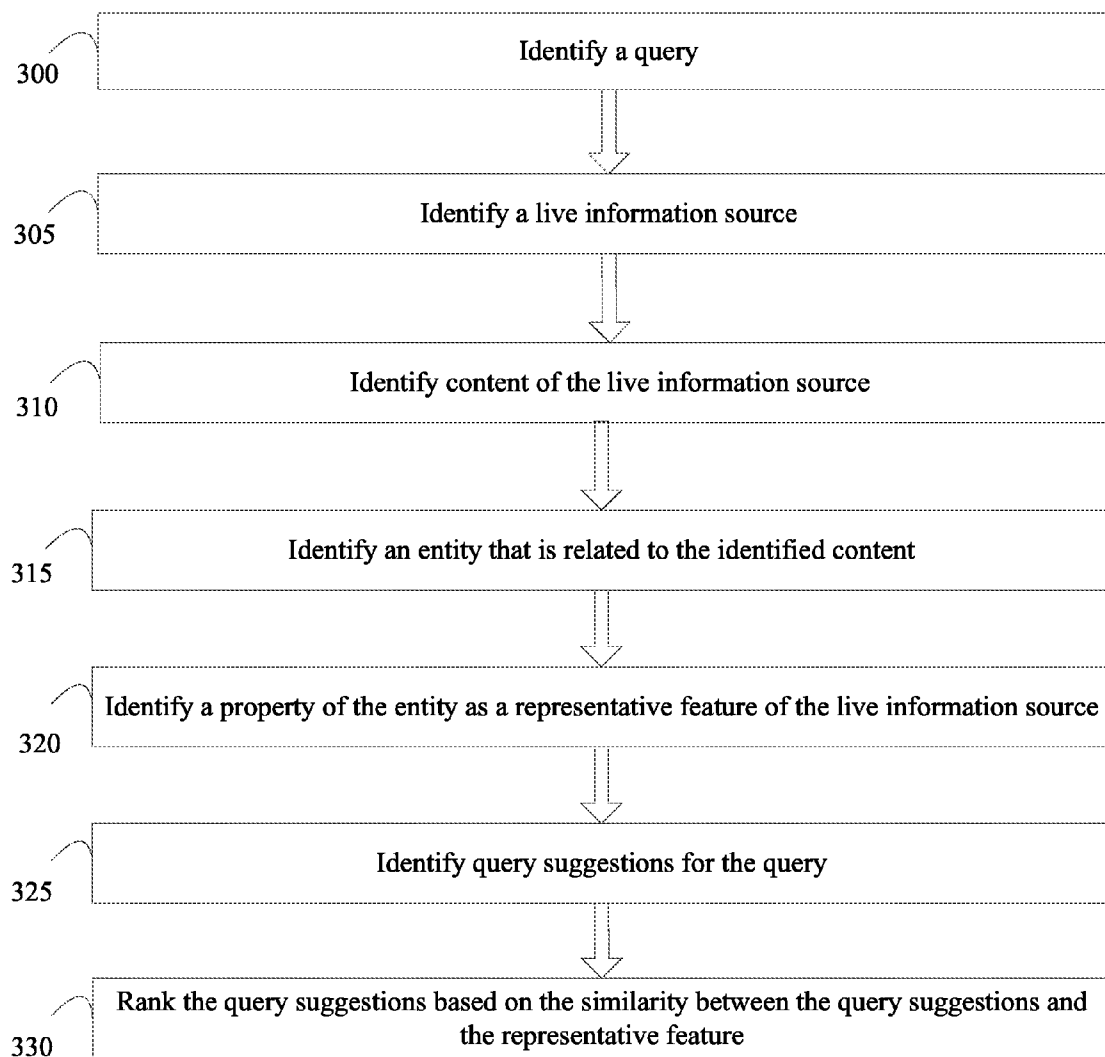 Identify a query
300
Identify a live information source
305
Identify content of the live information source
310
Identify an entity that is related to the identified content
315
Identify a property of the entity as a representative feature of the live information source
320
Identify query suggestions for the query
325
Rank the query suggestions based on the similarity between the query suggestions and
the representative feature
330